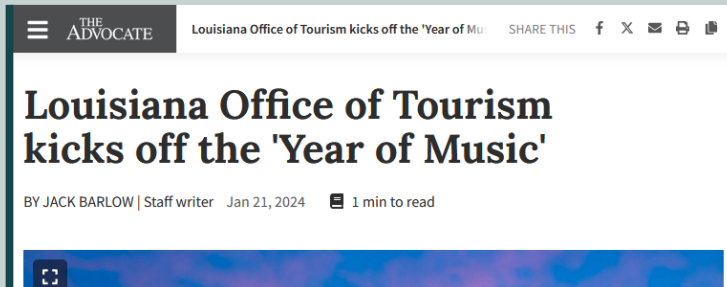 THE
ADVOCATE
Louisiana Office of Tourism kicks off the 'Year of Mu
SHARE THIS
Louisiana Office of Tourism
kicks off the 'Year of Music'
BY JACK BARLOW | Staff writer Jan 21, 2024 1 min to read